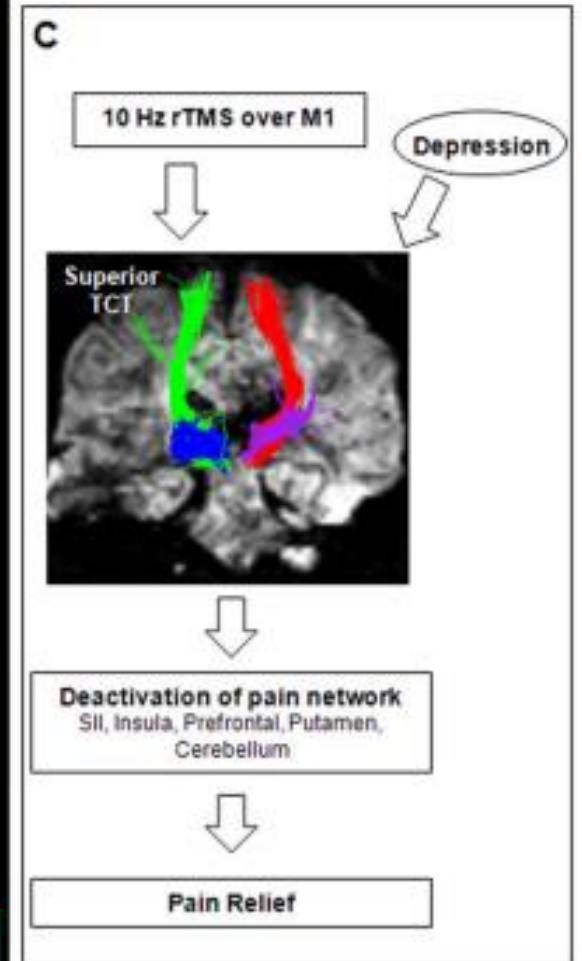 C
10 Hz rTMS over M1
Depression
Superior
TCT
Deactivation of pain network
SII, Insula, Prefrontal, Putamen,
Cerebellum
Pain Relief